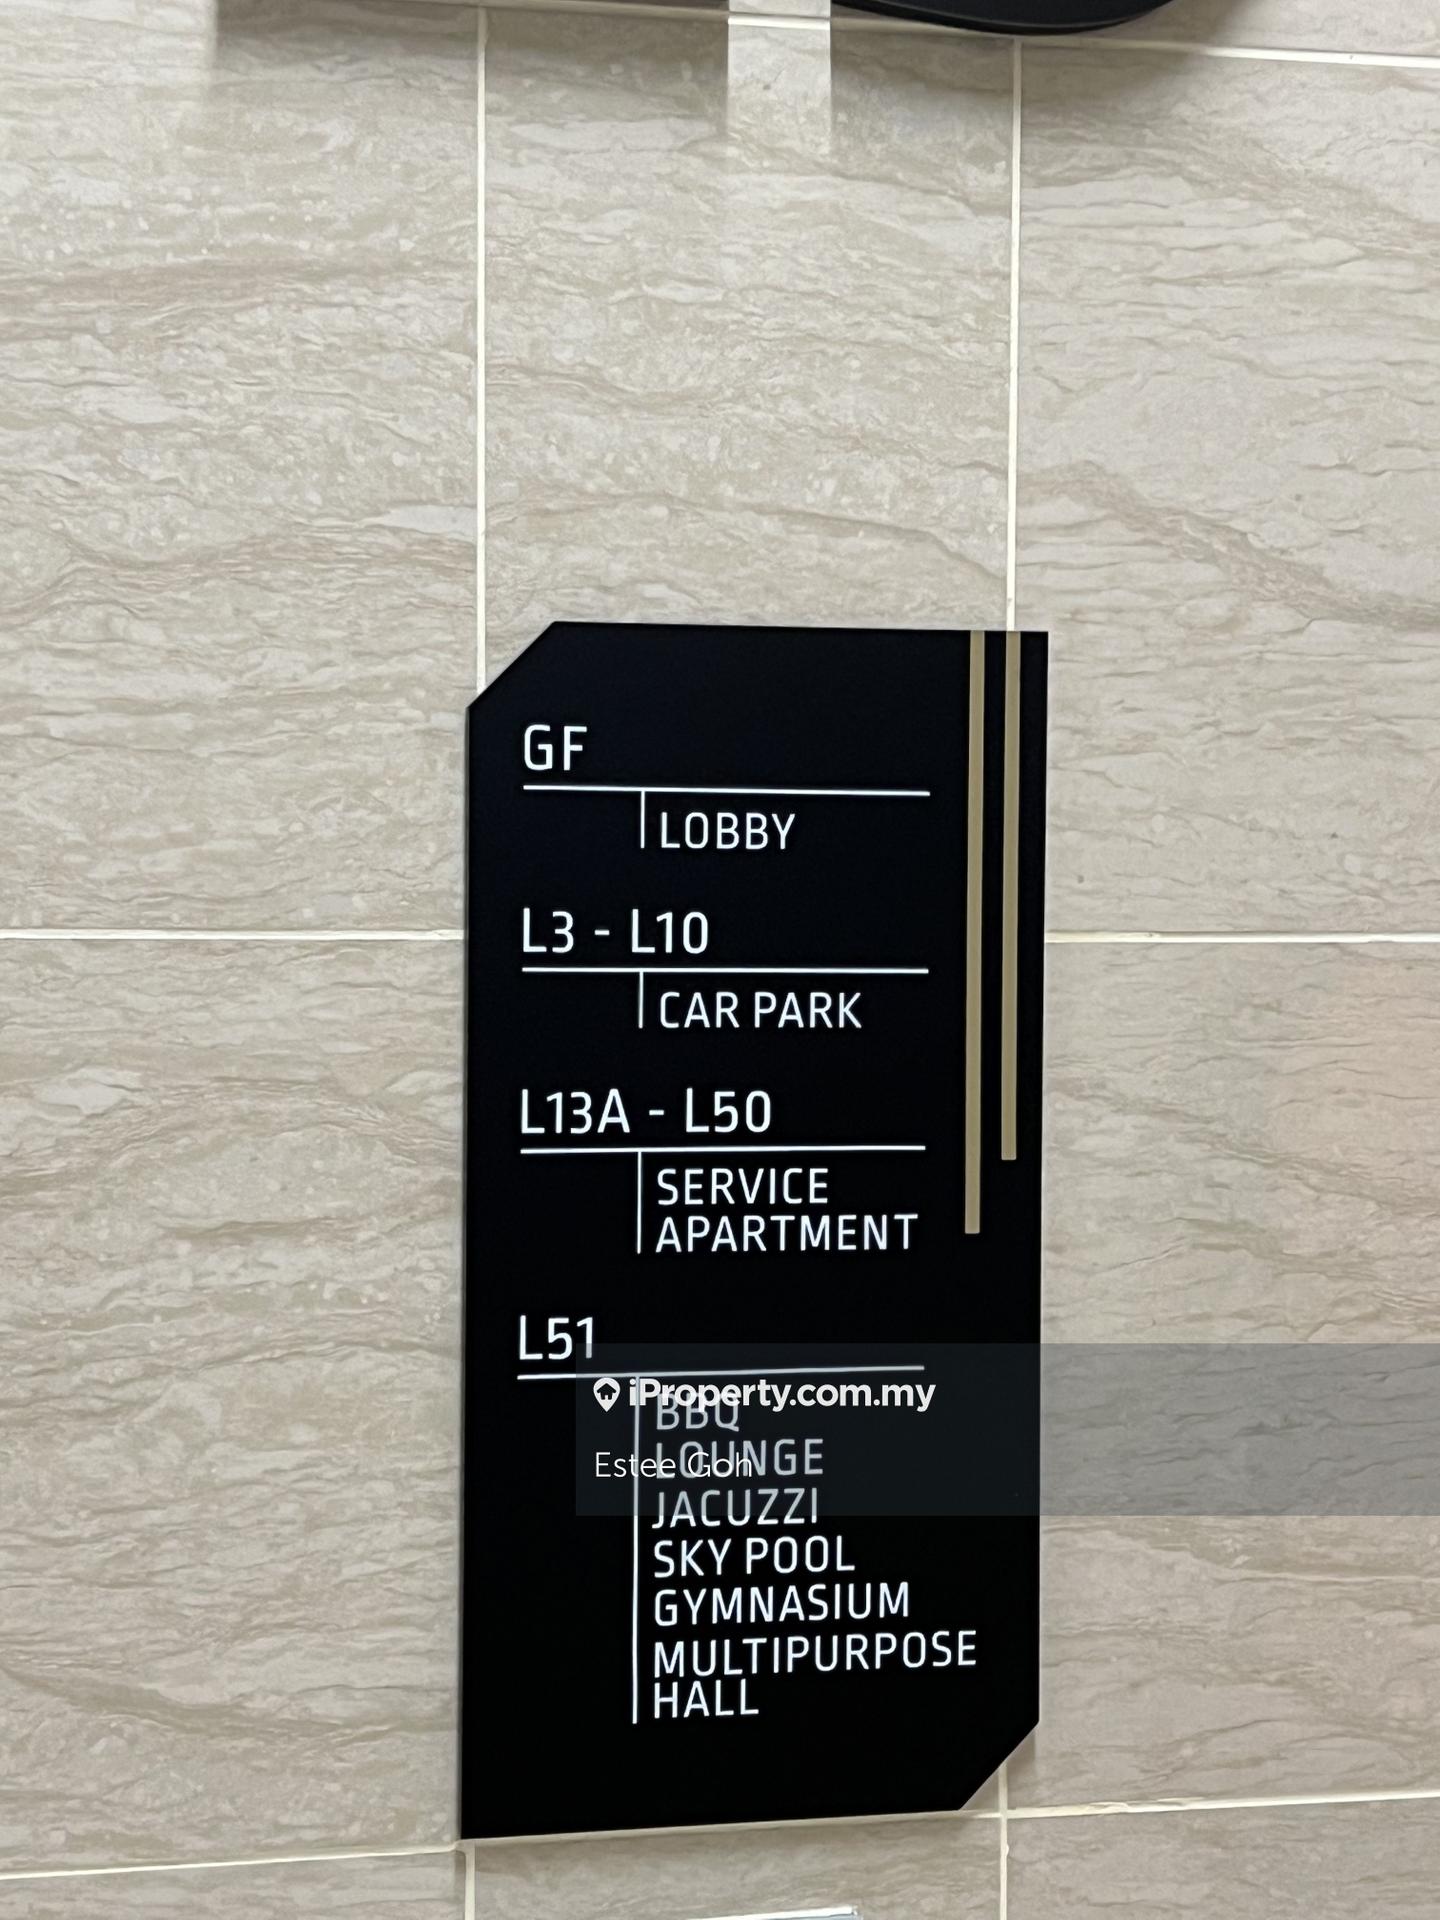 GF
LOBBY
L3 - L10
CAR PARK
L13A - L50
SERVICE
APARTMENT
L51
iProperty.com.my
BBQ
Estee Goh
LOUNGE
JACUZZI
SKY POOL
GYMNASIUM
MULTIPURPOSE
HALL